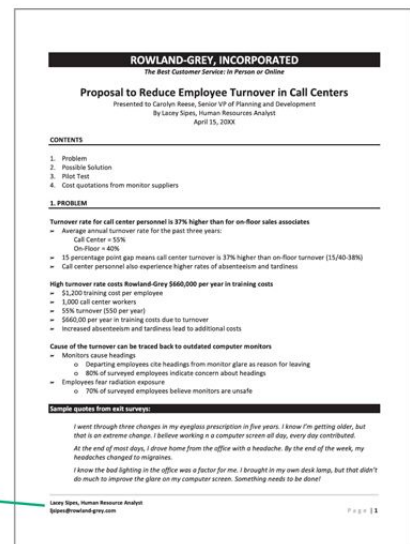 ROWLAND-GREY, INCORPORATED
The Best Customer Service: In Person or Online
Proposal to Reduce Employee Turnover in Call Centers
Presented to Carolyn Reese, Senior VP of Planning and Development
By Lacey Sipes, Human Resources Analyst
April 15, 20XX
CONTENTS
1. Problem
2. Possible Solution
3. Pilot Test
4. Cost quotations from monitor suppliers
1. PROBLEM
Turnover rate for call center personnel is 37% higher than for on-floor sales associates
Average annual turnover rate for the past three years:
Call Center = 55%
On-Floor = 40%
15 percentage point gap means call center turnover is 37% higher than on-floor turnover (15/40-38%)
Call center personnel also experience higher rates of absenteeism and tardiness
High turnover rate costs Rowland-Grey $660,000 per year in training costs
$1,200 training cost per employee
1,000 call center workers
55% turnover (550 per year)
$660,00 per year in training costs due to turnover
Increased absenteeism and tardiness lead to additional costs
Cause of the turnover can be traced back to outdated computer monitors
Monitors cause headings
o Departing employees cite headings from monitor glare as reason for leaving
o 80% of surveyed employees indicate concern about headings
Employees fear radiation exposure
o 70% of surveyed employees believe monitors are unsafe
Sample quotes from exit surveys:
I went through three changes in my eyeglass prescription in five years. I know I'm getting older, but
that is an extreme change. I believe working n a computer screen all day, every day contributed.
At the end of most days, I drove home from the office with a headache. By the end of the week, my
headaches changed to migraines.
I know the bad lighting in the office was a factor for me. I brought in my own desk lamp, but that didn't
do much to improve the glare on my computer screen. Something needs to be done!
Lacey Sipes, Human Resource Analyst
ljsipes@rowland-grey.com
Page | 1